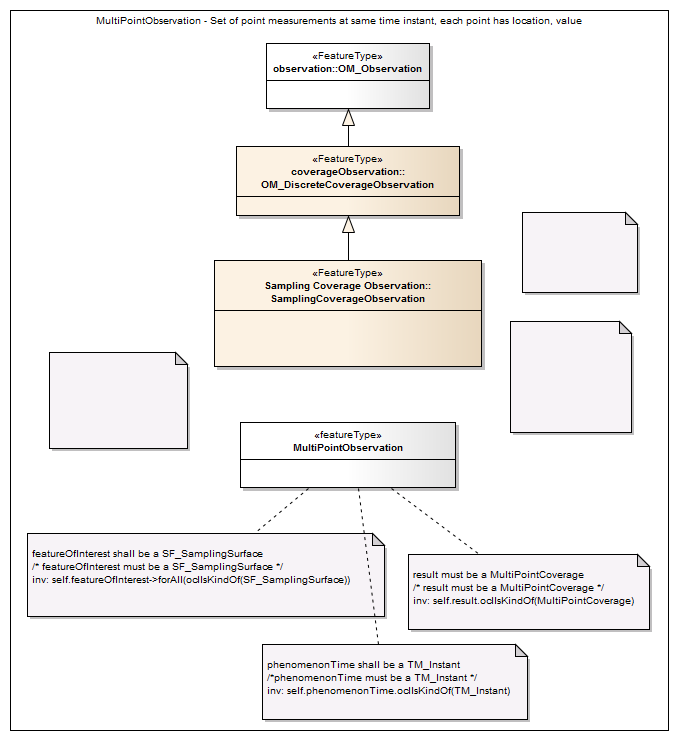 MultiPointObservation - Set of point measurements at same time instant, each point has location, value
«FeatureType»
observation::OM_Observation
«FeatureType»
coverageObservation::
OM_DiscreteCoverageObservation
«FeatureType»
Sampling Coverage Observation::
SamplingCoverageObservation
«featureType»
MultiPointObservation
featureOfInterest shall be a SF_SamplingSurface
/* featureOfInterest must be a SF_SamplingSurface */
inv: self.featureOfInterest->forAll(oclIsKindOf(SF_SamplingSurface))
result must be a MultiPointCoverage
/* result must be a MultiPointCoverage */
inv: self.result.oclIsKindOf(MultiPointCoverage)
phenomenonTime shall be a TM_Instant
/*phenomenonTime must be a TM_Instant */
inv: self.phenomenonTime.oclIsKindOf(TM_Instant)